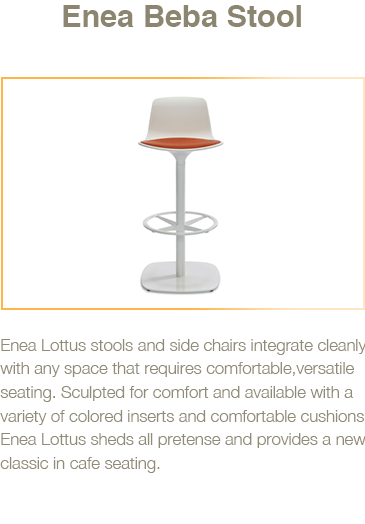 Enea Beba Stool
Enea Lottus stools and side chairs integrate cleanly
with any space that requires comfortable,versatile
seating. Sculpted for comfort and available with a
variety of colored inserts and comfortable cushions
Enea Lottus sheds all pretense and provides a new
classic in cafe seating.